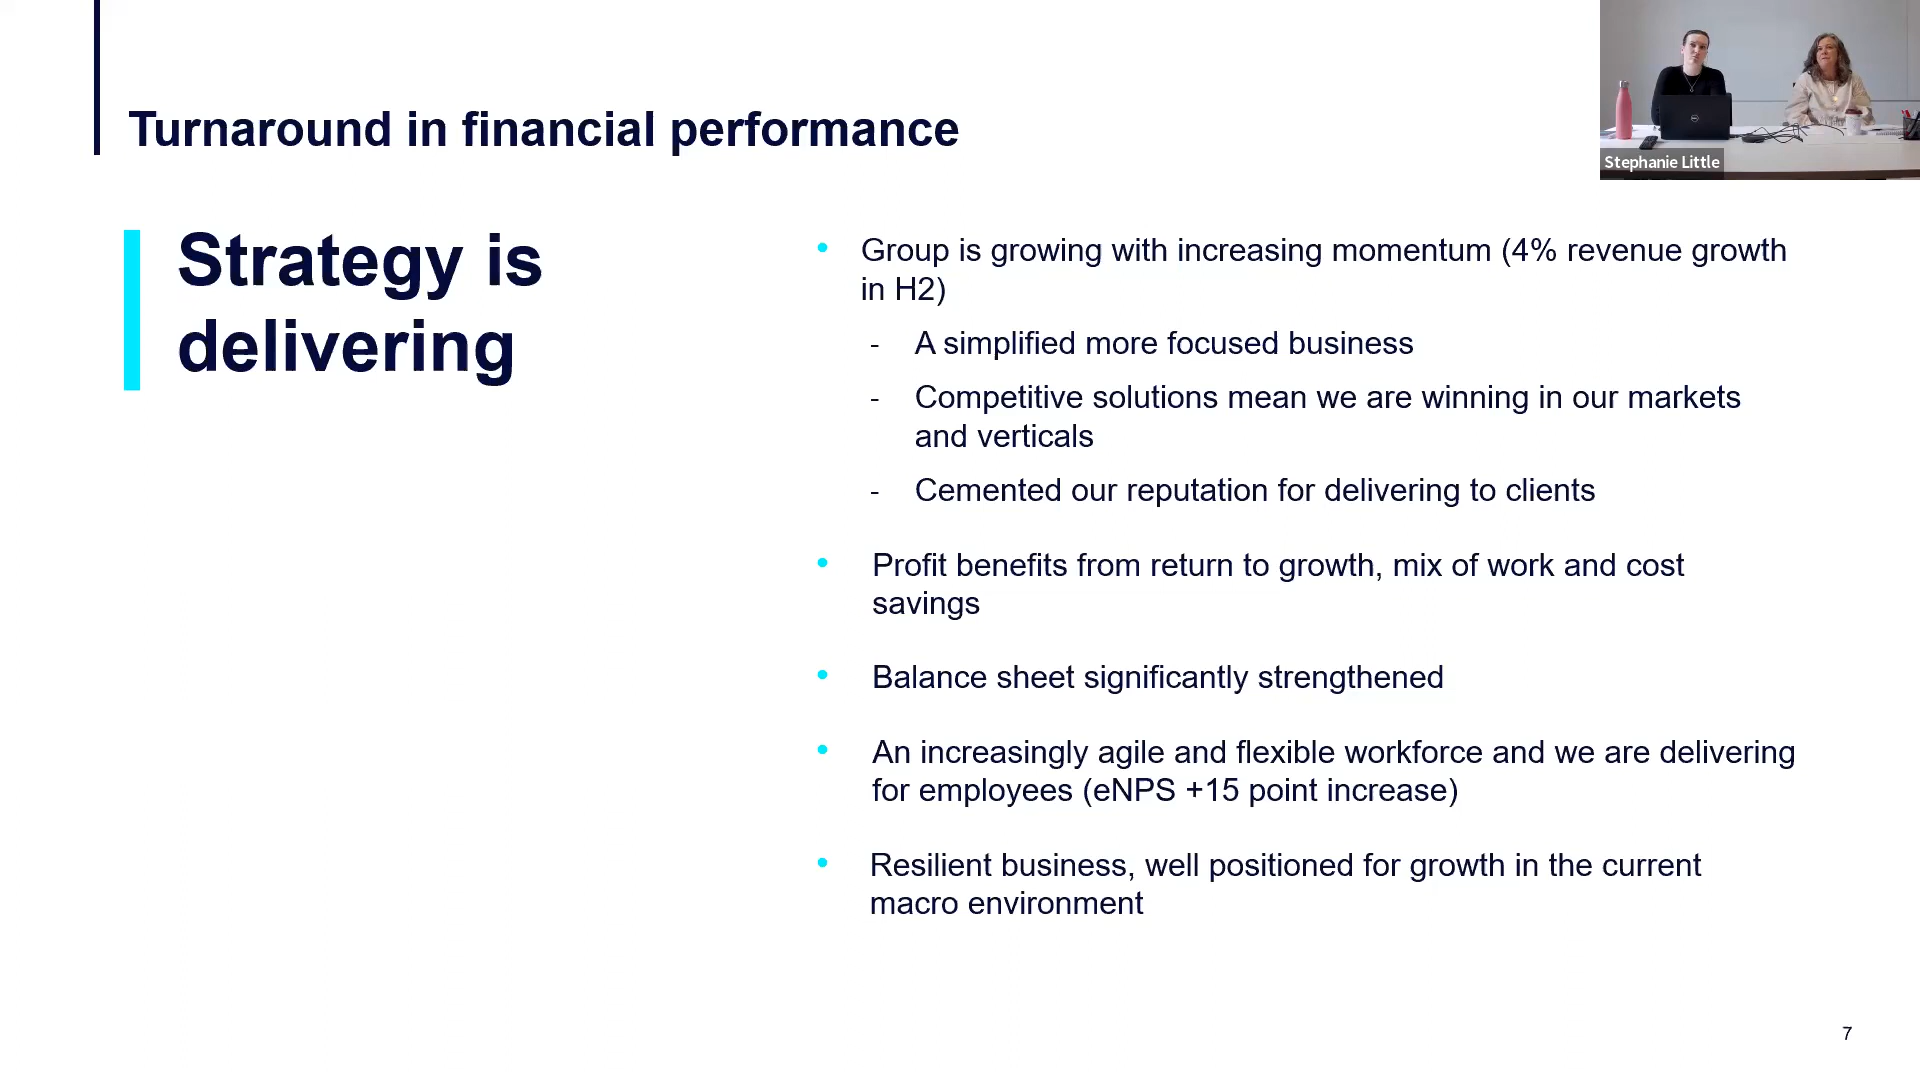 Turnaround in financial performance
Stephanie Little
Strategy is
delivering
• Group is growing with increasing momentum (4% revenue growth
in H2)
- A simplified more focused business
- Competitive solutions mean we are winning in our markets
and verticals
- Cemented our reputation for delivering to clients
• Profit benefits from return to growth, mix of work and cost
savings
• Balance sheet significantly strengthened
• An increasingly agile and flexible workforce and we are delivering
for employees (eNPS +15 point increase)
• Resilient business, well positioned for growth in the current
macro environment
7